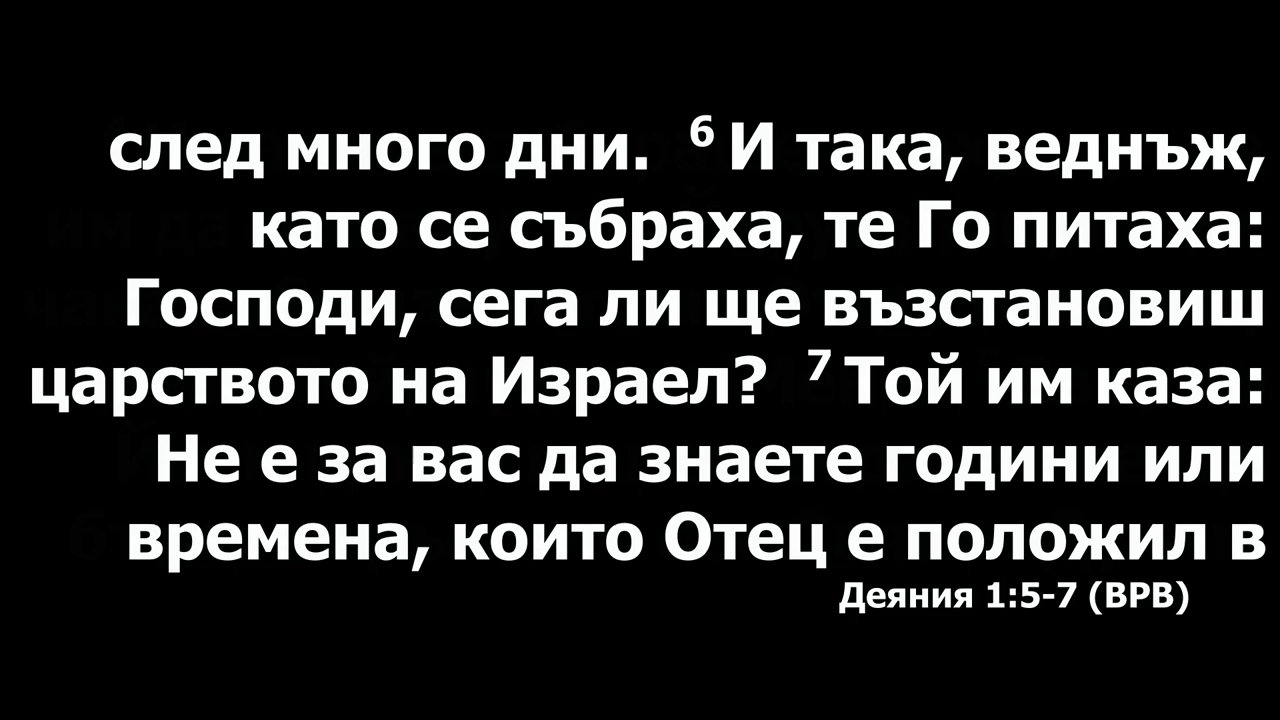 след много дни. 6 И така, веднъж,
като се събраха, те Го питаха:
Господи, сега ли ще възстановиш
царството на Израел? 7 Той им каза:
Не е за вас да знаете години или
времена, които Отец е положил в
Деяния 1:5-7 (ВРВ)